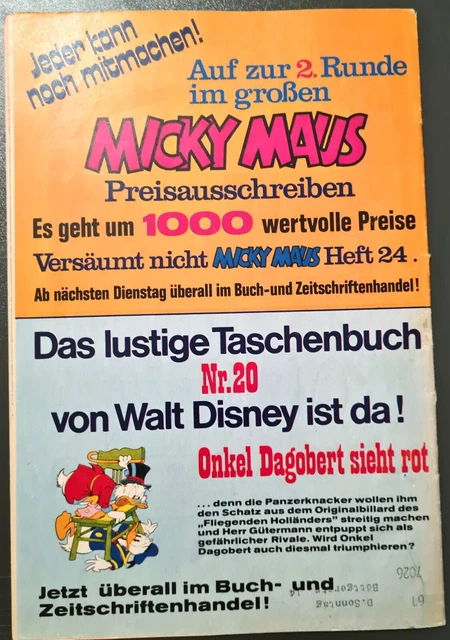 Jeder kann
noch mitmachen!
Auf zur 2. Runde
im großen
MICKY MAUS
Preisausschreiben
Es geht um 1000 wertvolle Preise
Versäumt nicht MICKY MAUS Heft 24.
Ab nächsten Dienstag überall im Buch-und Zeitschriftenhandel!
Das lustige Taschenbuch
Nr.20
von Walt Disney ist da!
Onkel Dagobert sieht rot
...denn die Panzerknacker wollen ihm
den Schatz aus dem Originalbillard des
„Fliegenden Holländers" streitig machen
und Herr Gütermann entpuppt sich als
gefährlicher Rivale. Wird Onkel
Dagobert auch diesmal triumphieren?
Jetzt überall im Buch- und
Zeitschriftenhandel!
D.Sonntag
61
7026